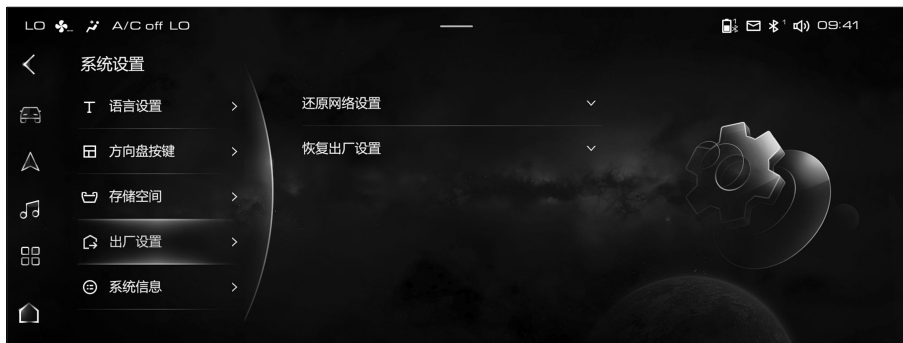 LO A/C off LO
1 1 09:41
系统设置
语言设置
方向盘按键
存储空间
出厂设置
系统信息
还原网络设置
恢复出厂设置